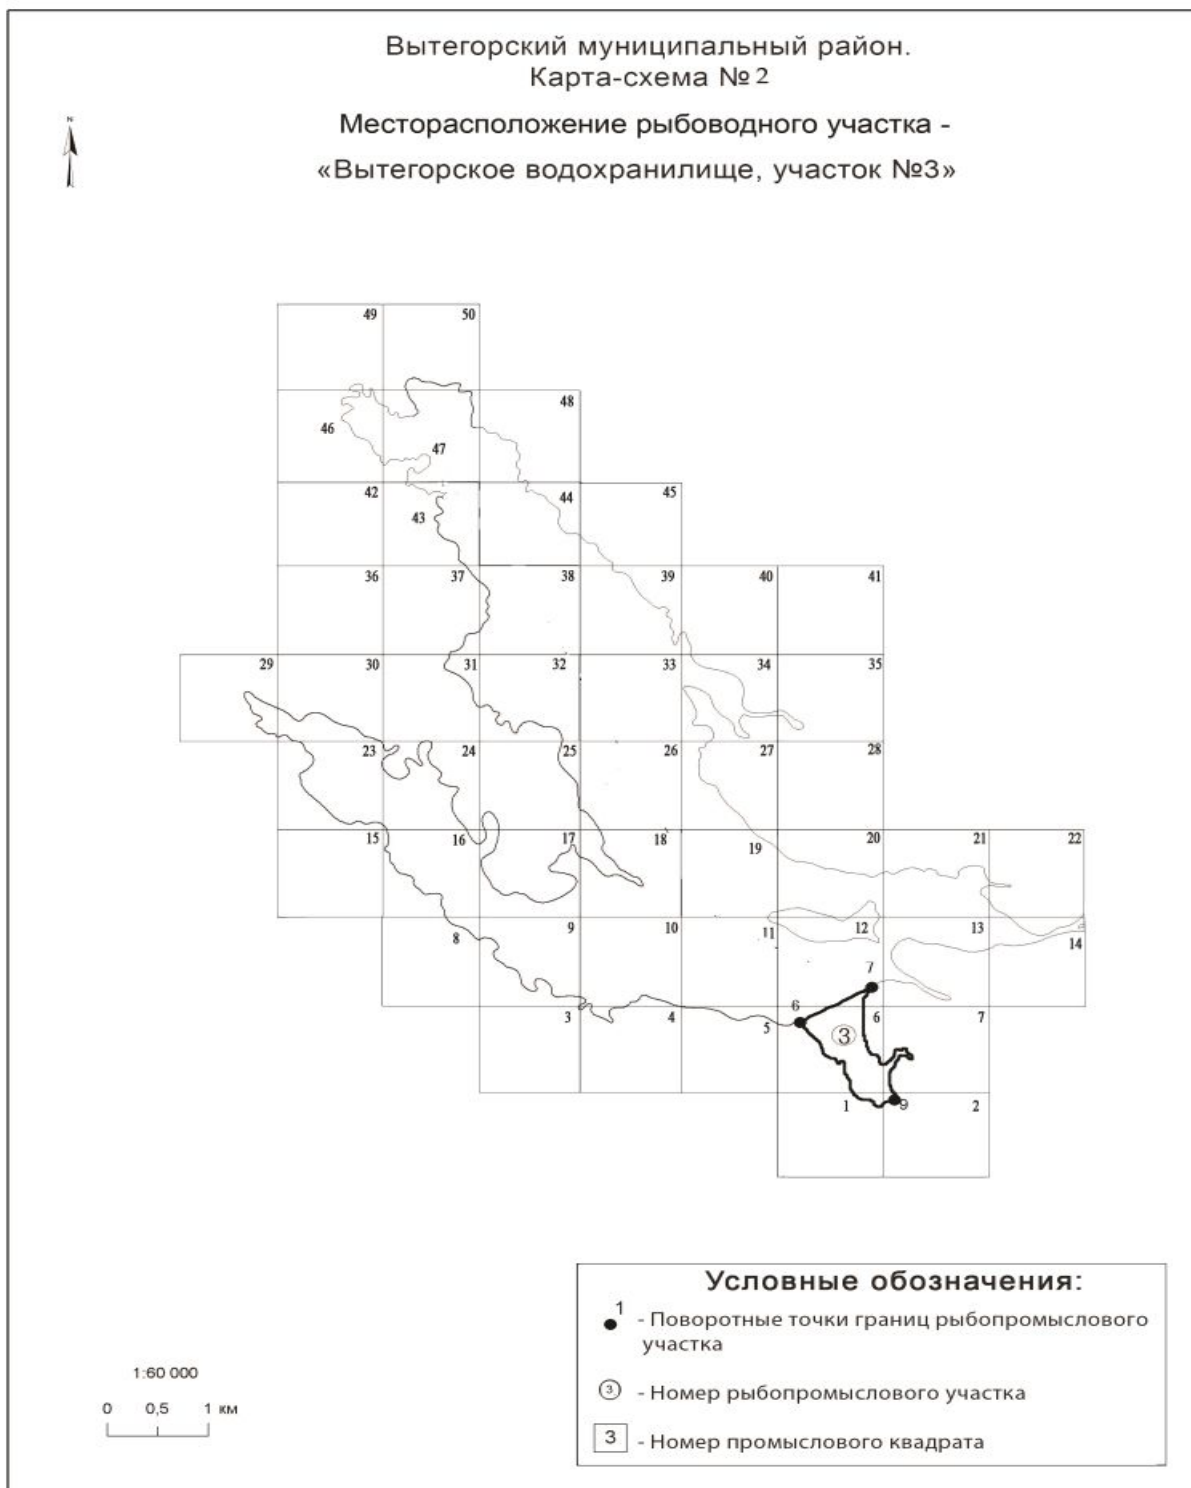 Вытегорский муниципальный район.
Карта-схема № 2
Месторасположение рыбоводного участка -
«Вытегорское водохранилище, участок №3»
N
49 50
48
46
47
42 44 45
43
36 37 38 39 40 41
29 30 31 32 33 34 35
23 24 25 26 27 28
15 16 17 18 19 20 21 22
8 9 10 11 12 13 14
7
6
3 4 5 6 7
3
1 9 2
Условные обозначения:
1 - Поворотные точки границ рыбопромыслового
участка
3 - Номер рыбопромыслового участка
3 - Номер промыслового квадрата
1:60 000
0 0,5 1 км